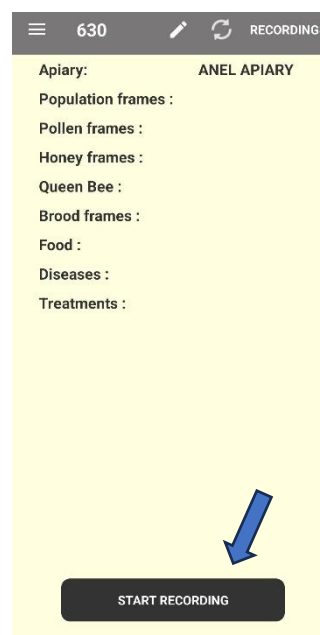 630 RECORDING
Apiary: ANEL APIARY
Population frames :
Pollen frames :
Honey frames :
Queen Bee :
Brood frames :
Food :
Diseases :
Treatments :
START RECORDING